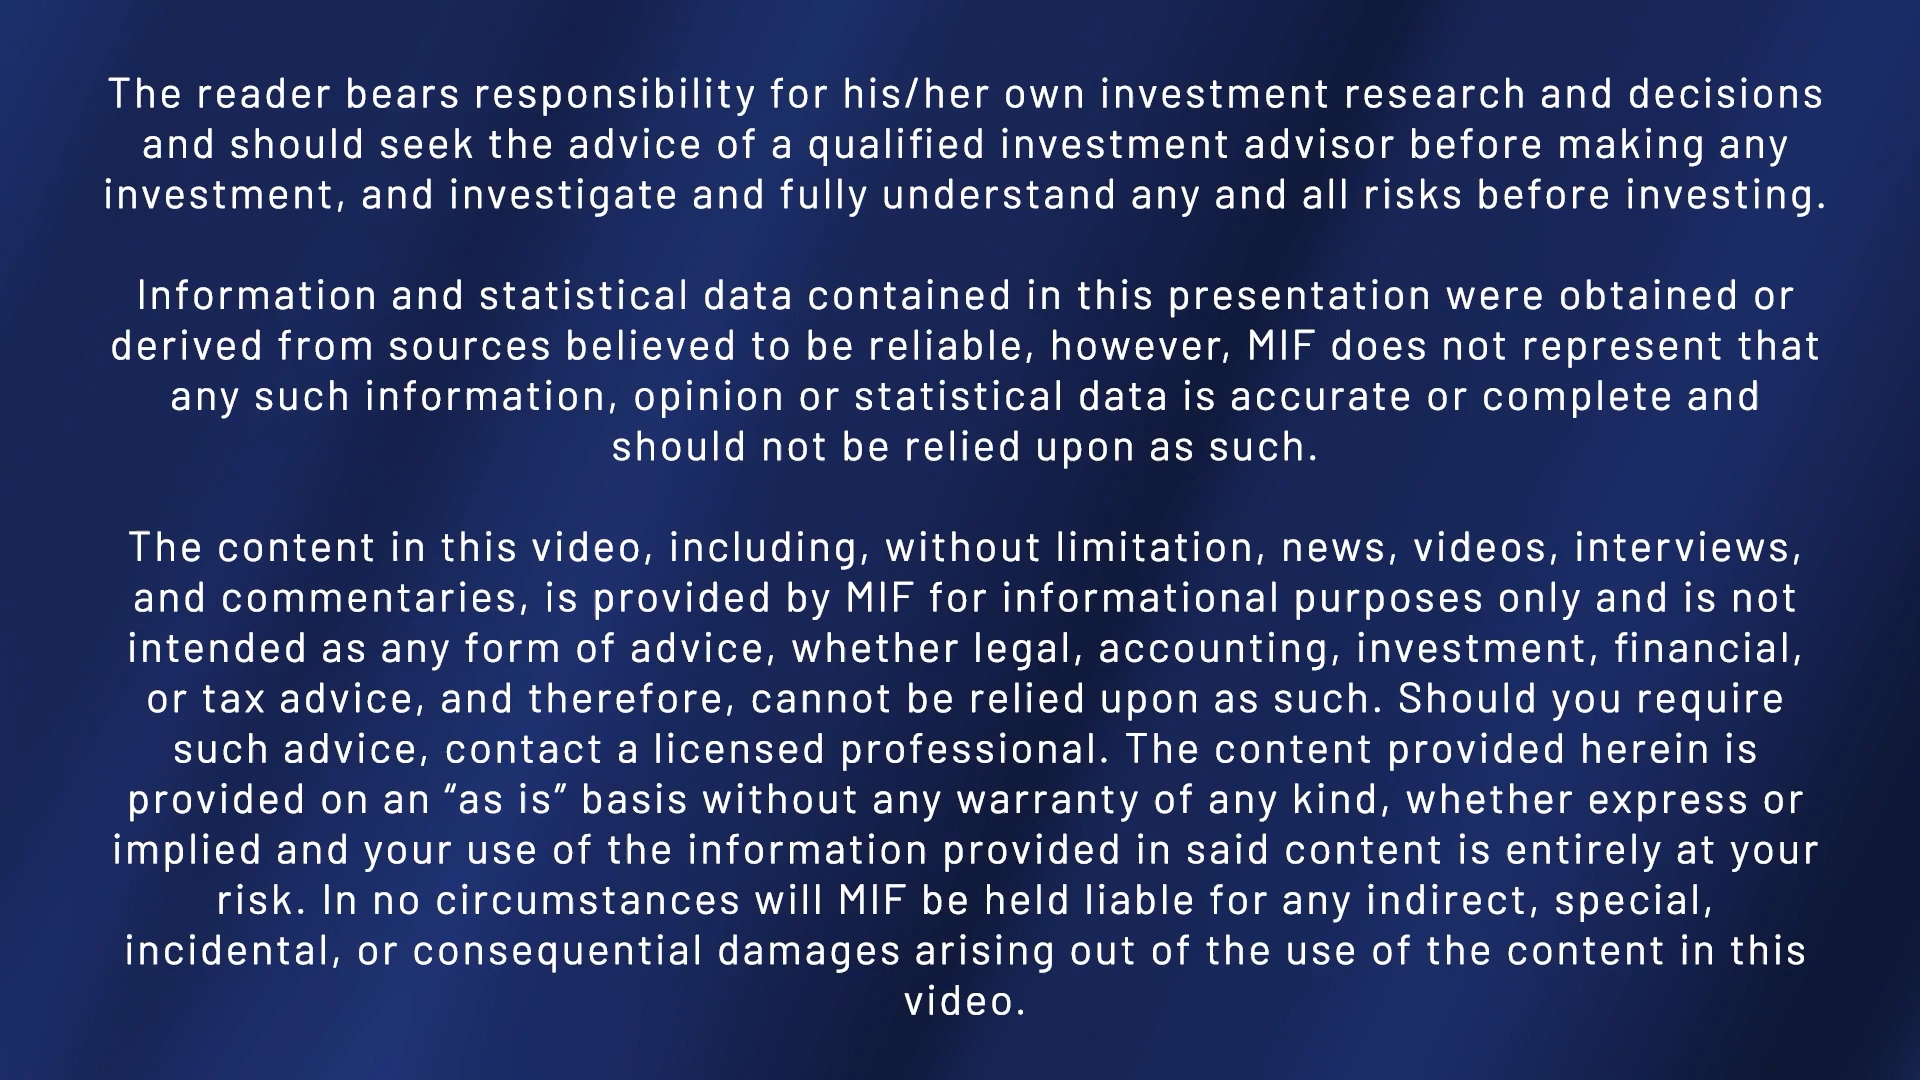 The reader bears responsibility for his/her own investment research and decisions
and should seek the advice of a qualified investment advisor before making any
investment, and investigate and fully understand any and all risks before investing.
Information and statistical data contained in this presentation were obtained or
derived from sources believed to be reliable, however, MIF does not represent that
any such information, opinion or statistical data is accurate or complete and
should not be relied upon as such.
The content in this video, including, without limitation, news, videos, interviews,
and commentaries, is provided by MIF for informational purposes only and is not
intended as any form of advice, whether legal, accounting, investment, financial,
or tax advice, and therefore, cannot be relied upon as such. Should you require
such advice, contact a licensed professional. The content provided herein is
provided on an “as is” basis without any warranty of any kind, whether express or
implied and your use of the information provided in said content is entirely at your
risk. In no circumstances will MIF be held liable for any indirect, special,
incidental, or consequential damages arising out of the use of the content in this
video.